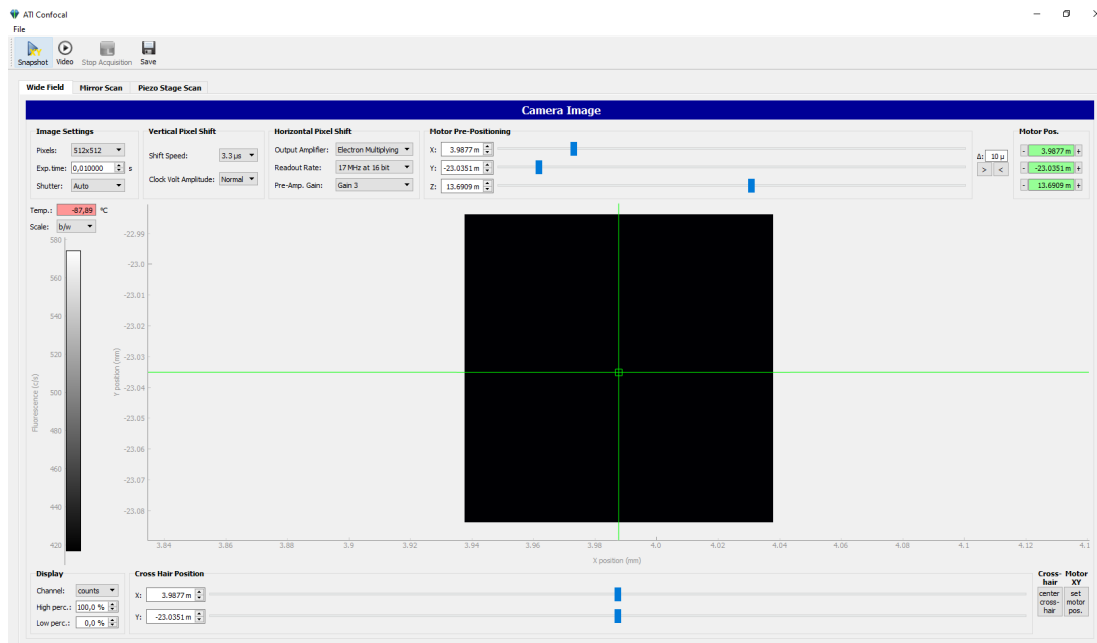 ATI Confocal
File
Snapshot Video Stop Acquisition Save
Wide Field Mirror Scan Piezo Stage Scan
Camera Image
Image Settings
Pixels: 512x512
Exp.time: 0,010000 s
Shutter: Auto
Vertical Pixel Shift
Shift Speed: 3.3 µs
Clock Volt Amplitude: Normal
Horizontal Pixel Shift
Output Amplifier: Electron Multiplying
Readout Rate: 17 MHz at 16 bit
Pre-Amp. Gain: Gain 3
Motor Pre-Positioning
X: 3.9877 m
Y: -23.0351 m
Z: 13.6909 m
Δ: 10 µ
> <
Motor Pos.
- 3.9877 m +
- -23.0351 m +
- 13.6909 m +
Temp.: -87,89 °C
Scale: b/w
580
560
540
520
500
480
460
440
420
Fluorescence (c/s)
-22.99
-23.0
-23.01
-23.02
-23.03
-23.04
-23.05
-23.06
-23.07
-23.08
Y position (mm)
3.84 3.86 3.88 3.9 3.92 3.94 3.96 3.98 4.0 4.02 4.04 4.06 4.08 4.1 4.12 4.1
X position (mm)
Display
Channel: counts
High perc.: 100,0 %
Low perc.: 0,0 %
Cross Hair Position
X: 3.9877 m
Y: -23.0351 m
Cross-
hair
center
cross-
hair
Motor
XY
set
motor
pos.